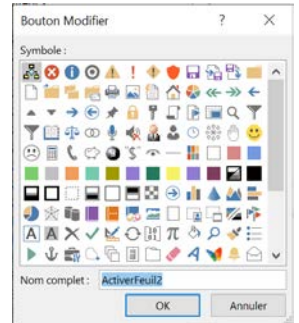 Bouton Modifier ? ×
Symbole :
Nom complet : ActiverFeuil2
OK Annuler